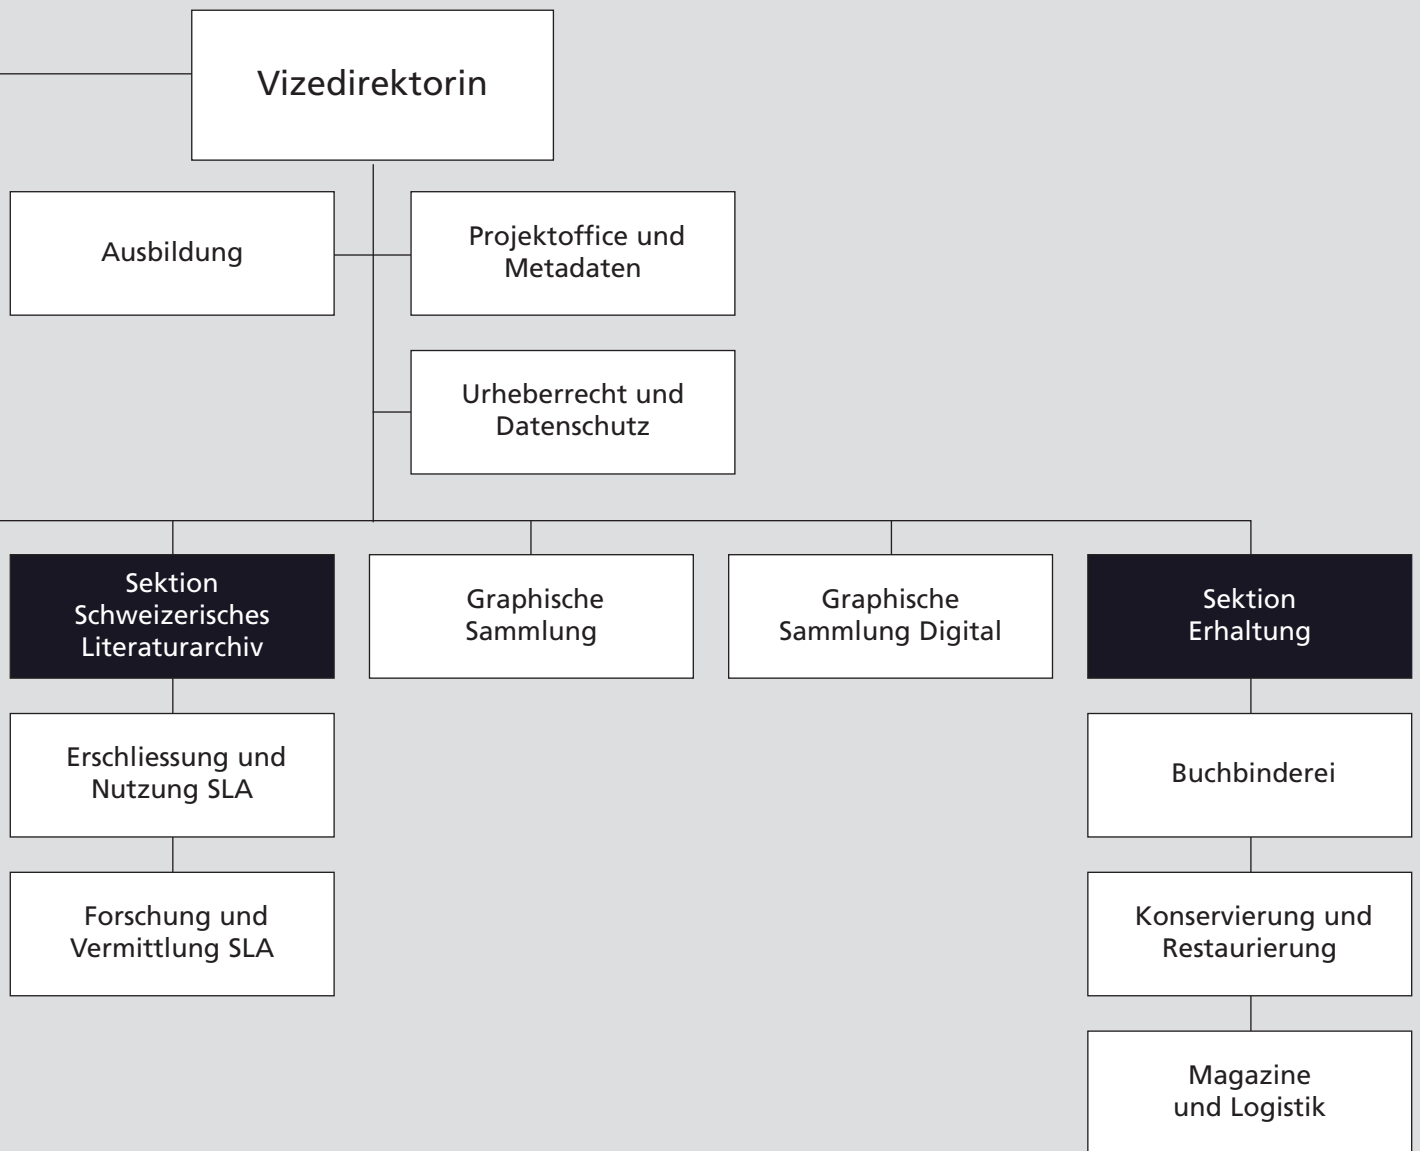 Vizedirektorin
Ausbildung
Projektoffice und
Metadaten
Urheberrecht und
Datenschutz
Sektion
Schweizerisches
Literaturarchiv
Graphische
Sammlung
Graphische
Sammlung Digital
Sektion
Erhaltung
Erschliessung und
Nutzung SLA
Buchbinderei
Forschung und
Vermittlung SLA
Konservierung und
Restaurierung
Magazine
und Logistik